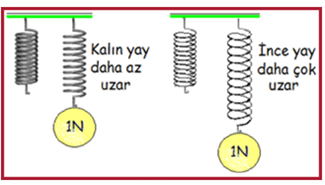 Kalın yay
daha az
uzar
1N
İnce yay
daha çok
uzar
1N